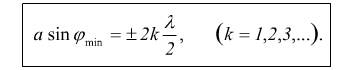 a sin φ_min = ± 2k λ/2, (k = 1,2,3,...).